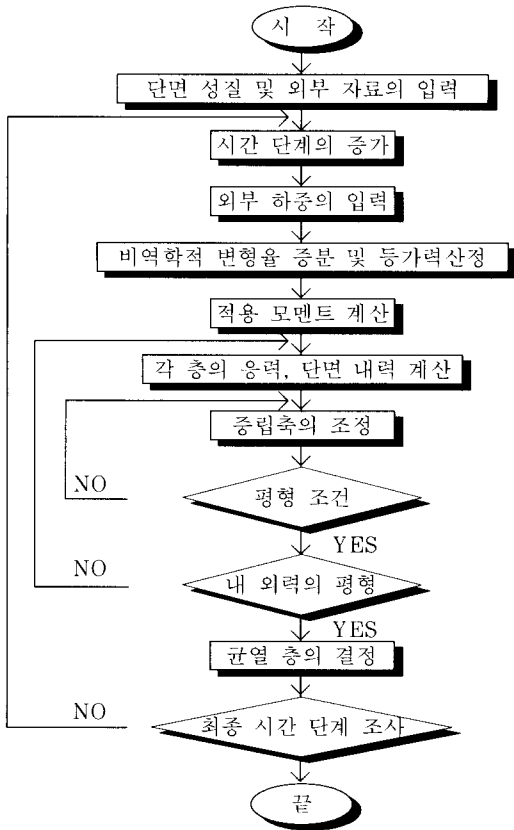 시 작
단면 성질 및 외부 자료의 입력
시간 단계의 증가
외부 하중의 입력
비역학적 변형율 증분 및 등가력산정
적용 모멘트 계산
각 층의 응력, 단면 내력 계산
중립축의 조정
NO
평형 조건
YES
NO
내 외력의 평형
YES
균열 층의 결정
NO
최종 시간 단계 조사
끝